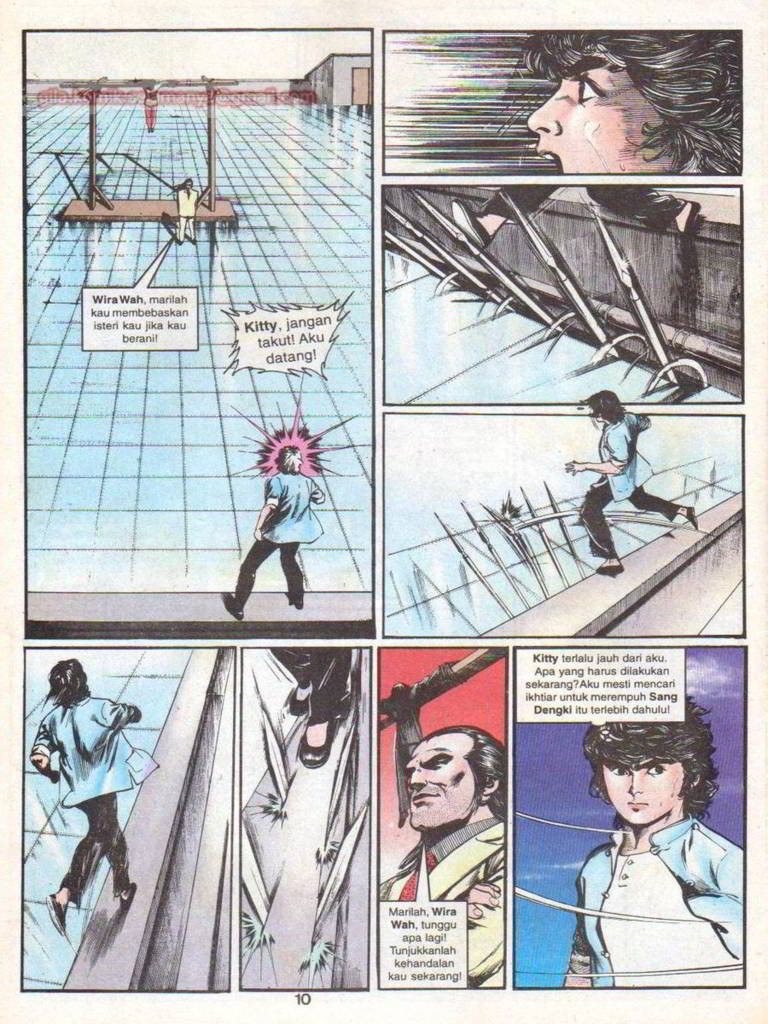 Wira Wah, marilah
kau membebaskan
isteri kau jika kau
berani!
Kitty, jangan
takut! Aku
datang!
Marilah, Wira
Wah, tunggu
apa lagi!
Tunjukkanlah
kehandalan
kau sekarang!
Kitty terlalu jauh dari aku.
Apa yang harus dilakukan
sekarang?Aku mesti mencari
ikhtiar untuk merempuh Sang
Dengki itu terlebih dahulu!
10